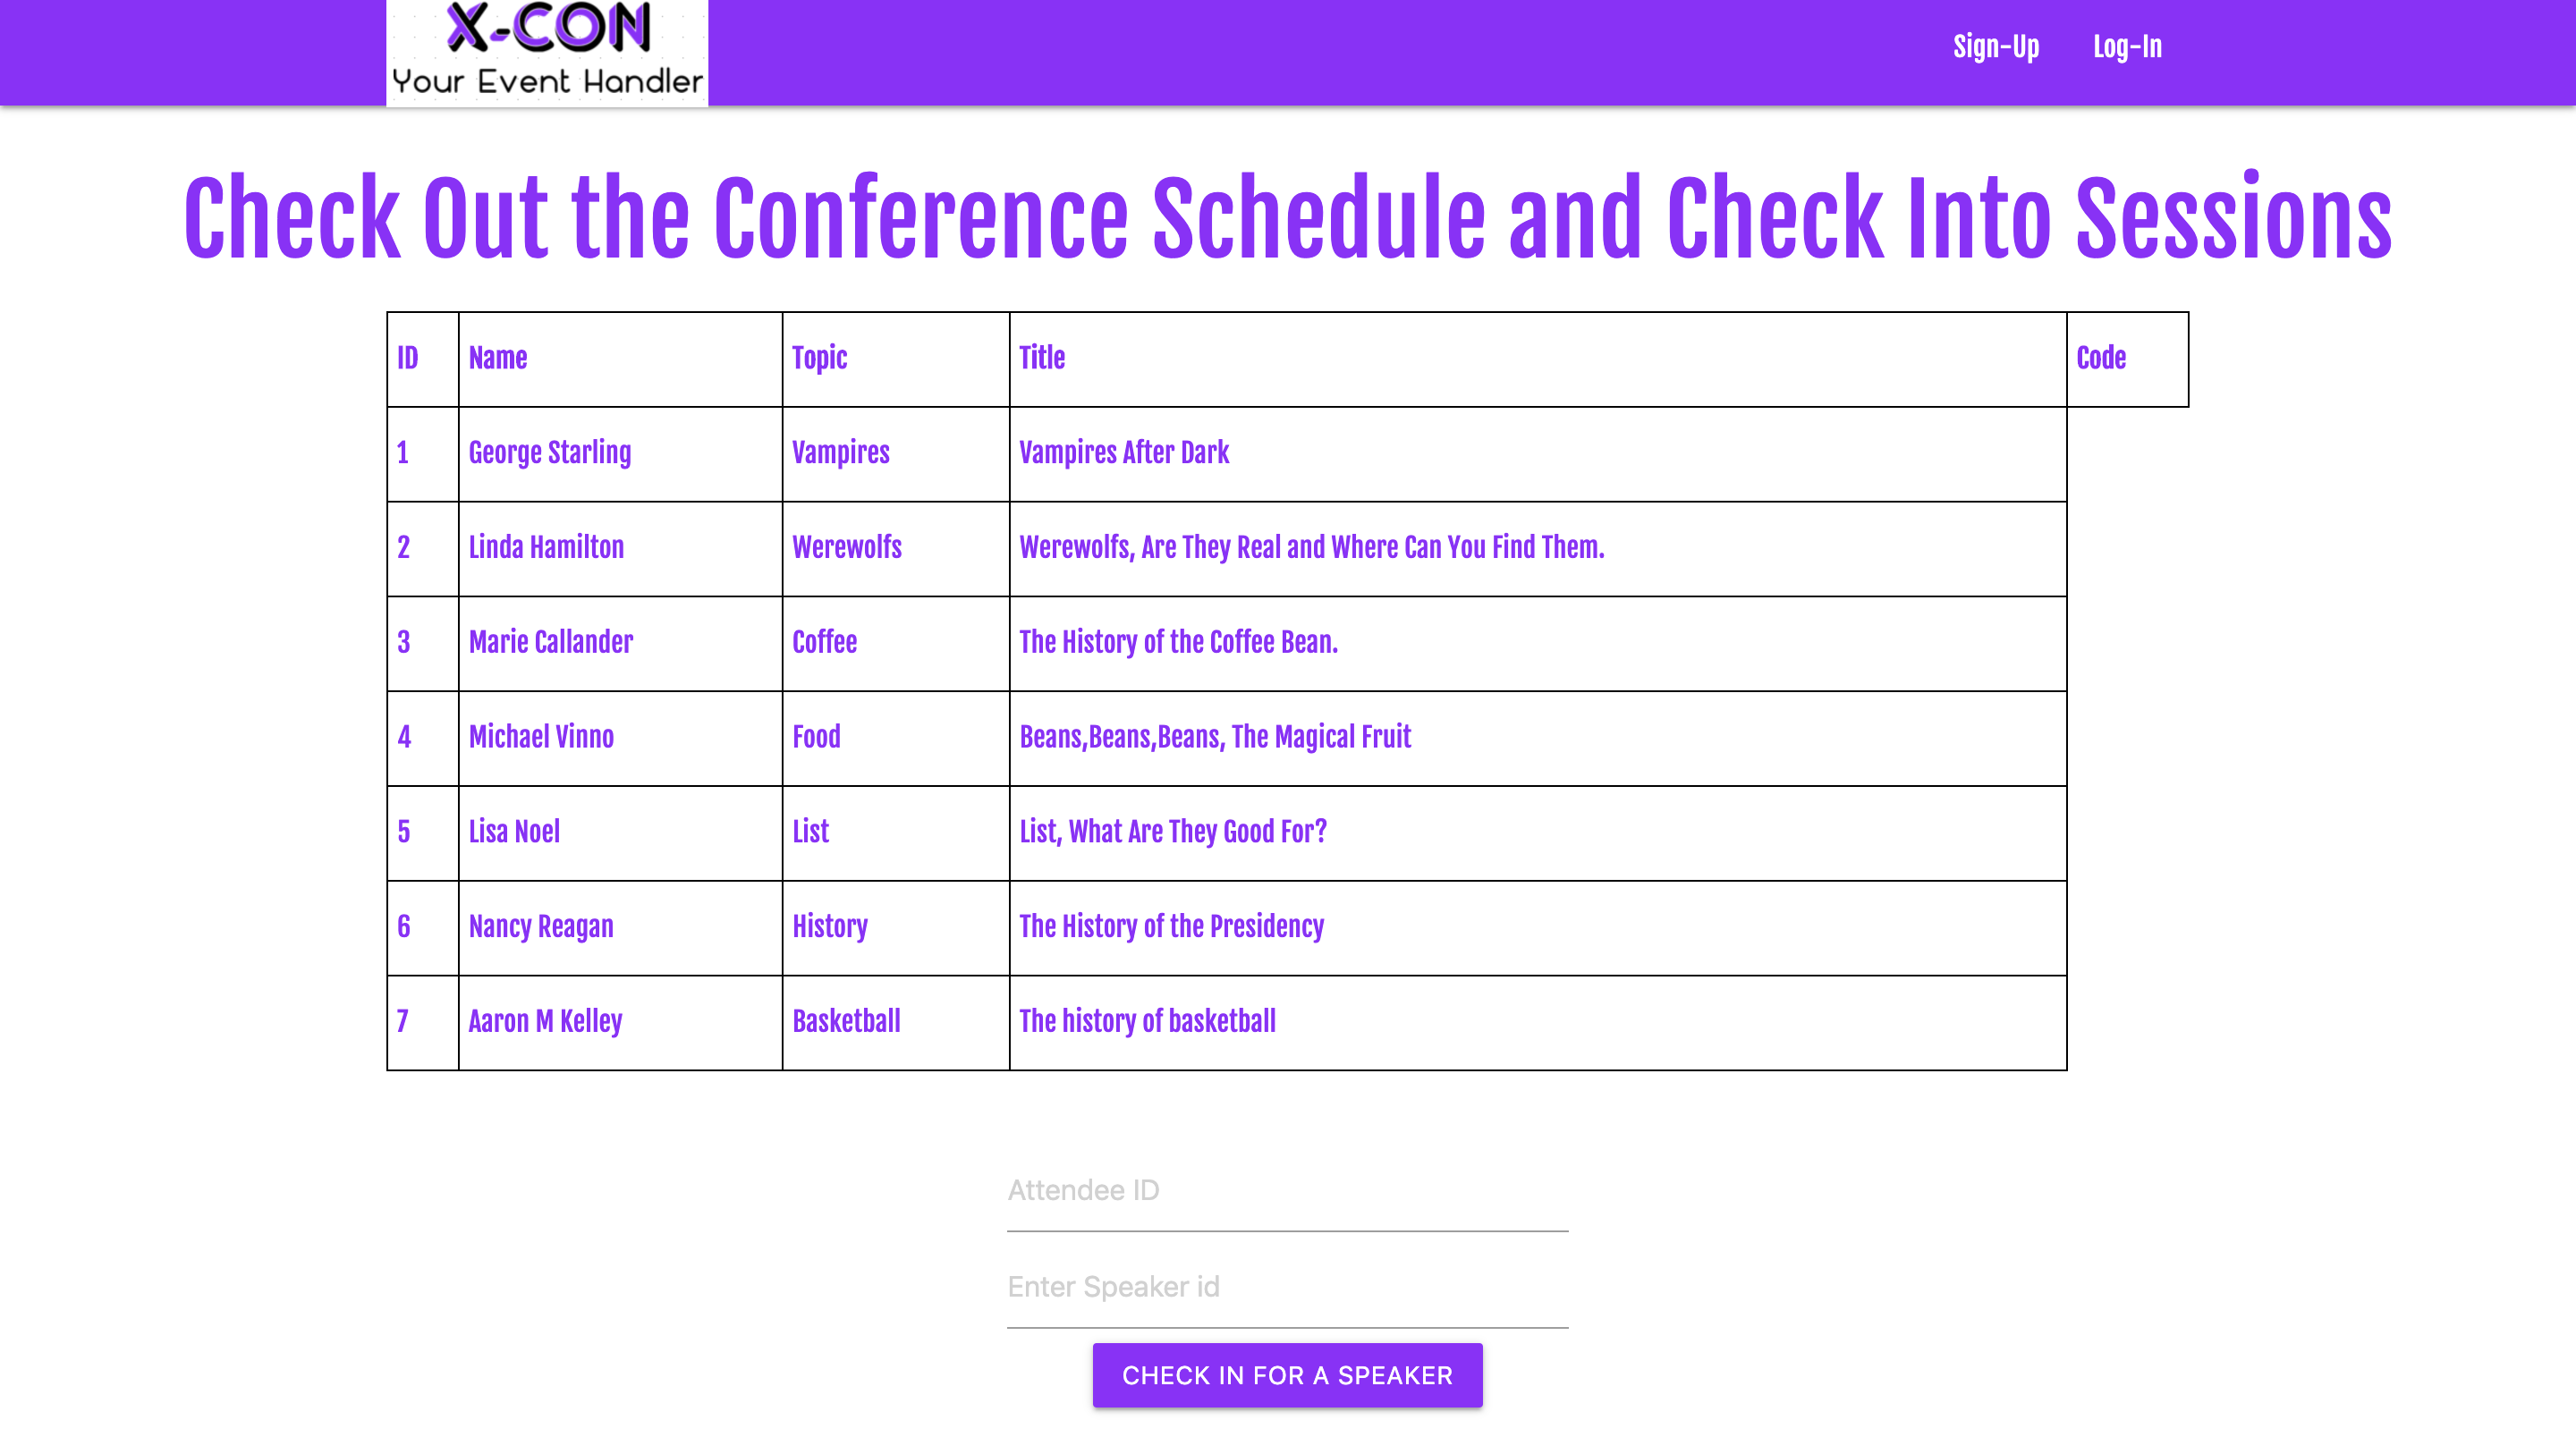 X-CON
Your Event Handler
Sign-Up Log-In
Check Out the Conference Schedule and Check Into Sessions
ID Name Topic Title Code
1 George Starling Vampires Vampires After Dark
2 Linda Hamilton Werewolfs Werewolfs, Are They Real and Where Can You Find Them.
3 Marie Callander Coffee The History of the Coffee Bean.
4 Michael Vinno Food Beans,Beans,Beans, The Magical Fruit
5 Lisa Noel List List, What Are They Good For?
6 Nancy Reagan History The History of the Presidency
7 Aaron M Kelley Basketball The history of basketball
Attendee ID
Enter Speaker id
CHECK IN FOR A SPEAKER